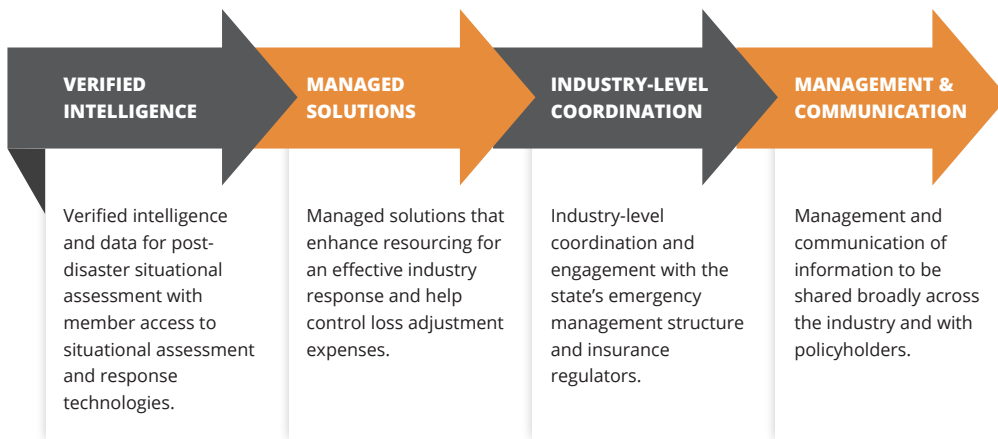 VERIFIED
INTELLIGENCE
MANAGED
SOLUTIONS
INDUSTRY-LEVEL
COORDINATION
MANAGEMENT &
COMMUNICATION
Verified intelligence
and data for post-
disaster situational
assessment with
member access to
situational assessment
and response
technologies.
Managed solutions that
enhance resourcing for
an effective industry
response and help
control loss adjustment
expenses.
Industry-level
coordination and
engagement with the
state’s emergency
management structure
and insurance
regulators.
Management and
communication of
information to be
shared broadly across
the industry and with
policyholders.